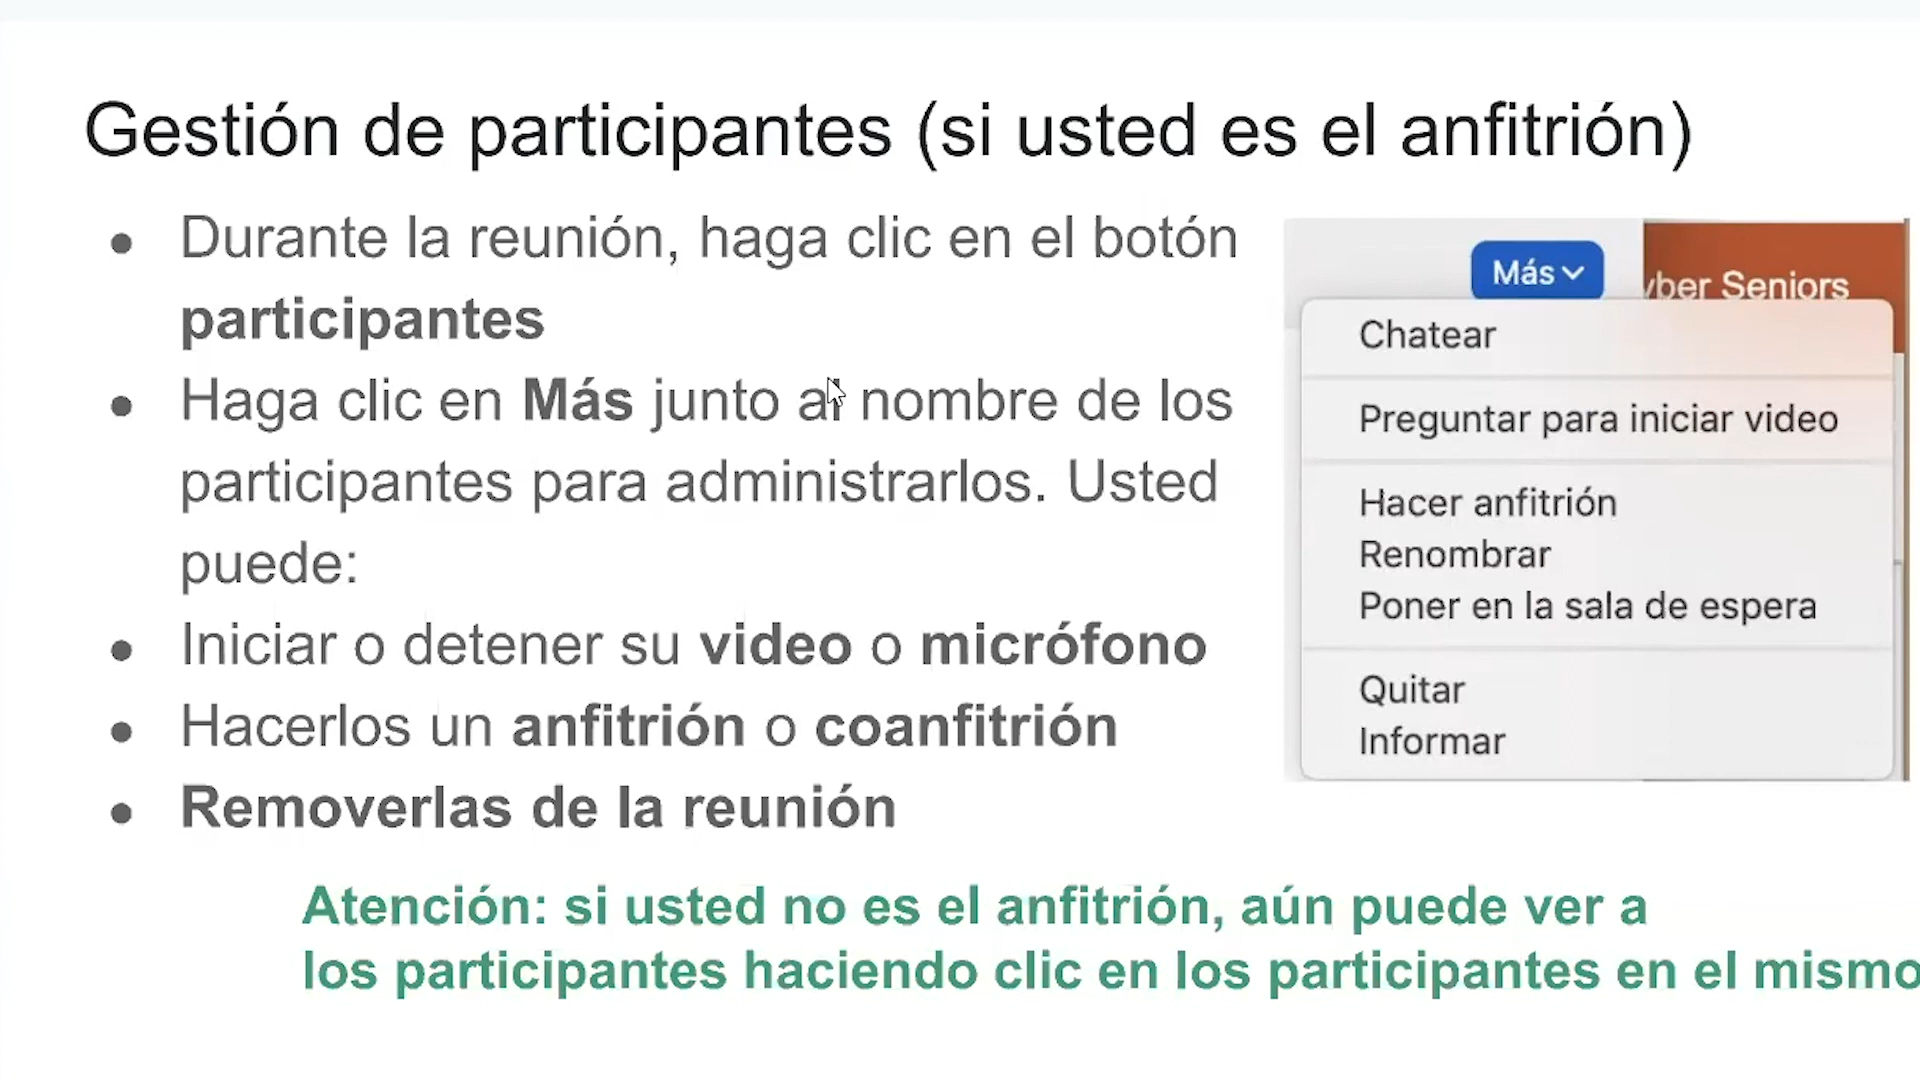 Gestión de participantes (si usted es el anfitrión)
Durante la reunión, haga clic en el botón
participantes
Haga clic en Más junto al nombre de los
participantes para administrarlos. Usted
puede:
Iniciar o detener su video o micrófono
Hacerlos un anfitrión o coanfitrión
Removerlas de la reunión
Más
yber Seniors
Chatear
Preguntar para iniciar video
Hacer anfitrión
Renombrar
Poner en la sala de espera
Quitar
Informar
Atención: si usted no es el anfitrión, aún puede ver a
los participantes haciendo clic en los participantes en el mismo